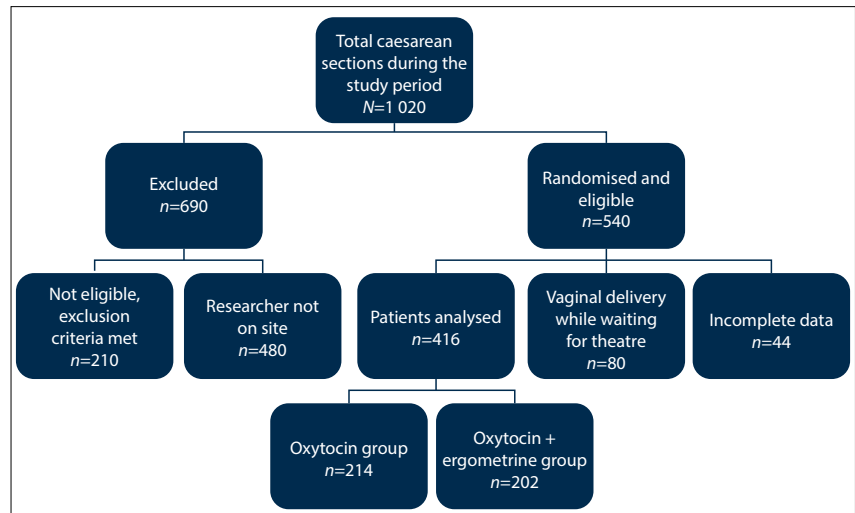 Total caesarean
sections during the
study period
N=1 020
Excluded
n=690
Randomised and
eligible
n=540
Not eligible,
exclusion
criteria met
n=210
Researcher not
on site
n=480
Patients analysed
n=416
Vaginal delivery
while waiting
for theatre
n=80
Incomplete data
n=44
Oxytocin group
n=214
Oxytocin +
ergometrine group
n=202